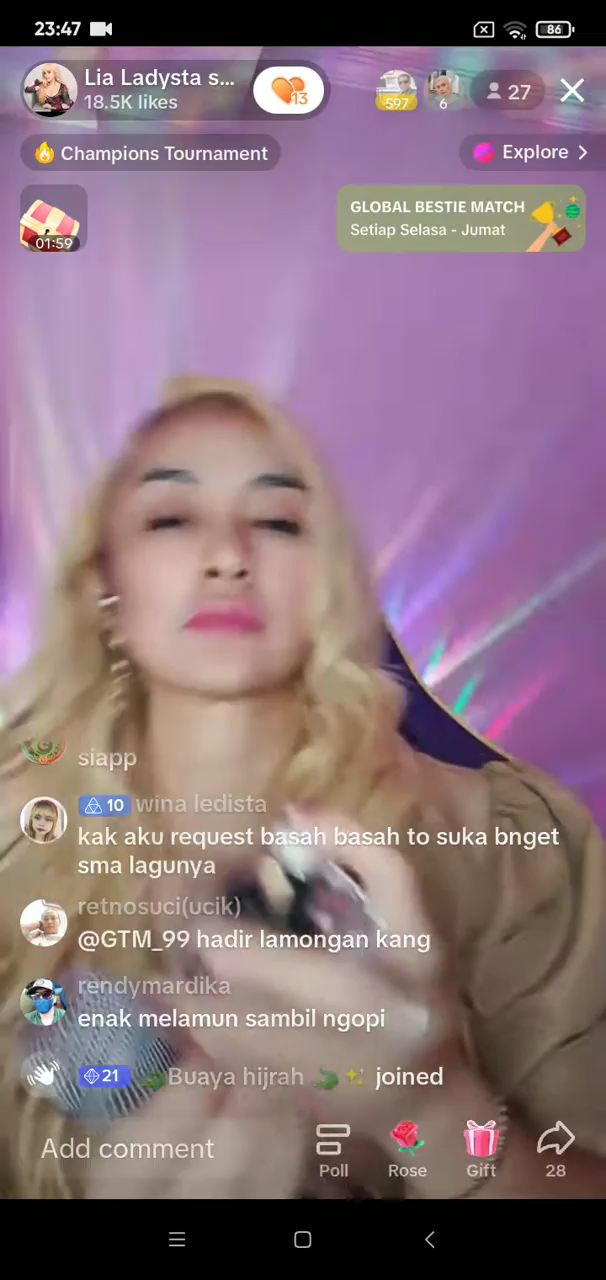 23:47
86
Lia Ladysta s...
18.5K likes
13
597
6
27
Champions Tournament
Explore
01:59
GLOBAL BESTIE MATCH
Setiap Selasa - Jumat
siapp
10 wina ledista
kak aku request basah basah to suka bnget
sma lagunya
retnosuci(ucik)
@GTM_99 hadir lamongan kang
rendymardika
enak melamun sambil ngopi
21 🐊Buaya hijrah 🐊✨ joined
Add comment
Poll
Rose
Gift
28